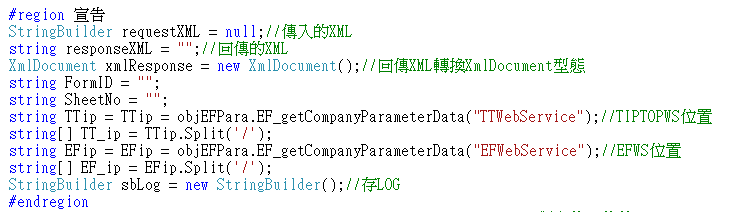 #region 宣告
StringBuilder requestXML = null;//傳入的XML
string responseXML = "";//回傳的XML
XmlDocument xmlResponse = new XmlDocument();//回傳XML轉換XmlDocument型態
string FormID = "";
string SheetNo = "";
string TTip = TTip = objEFPara.EF_getCompanyParameterData("TTWebService");//TIPTOPWS位置
string[] TT_ip = TTip.Split('/');
string EFip = EFip = objEFPara.EF_getCompanyParameterData("EFWebService");//EFWS位置
string[] EF_ip = EFip.Split('/');
StringBuilder sbLog = new StringBuilder();//存LOG
#endregion